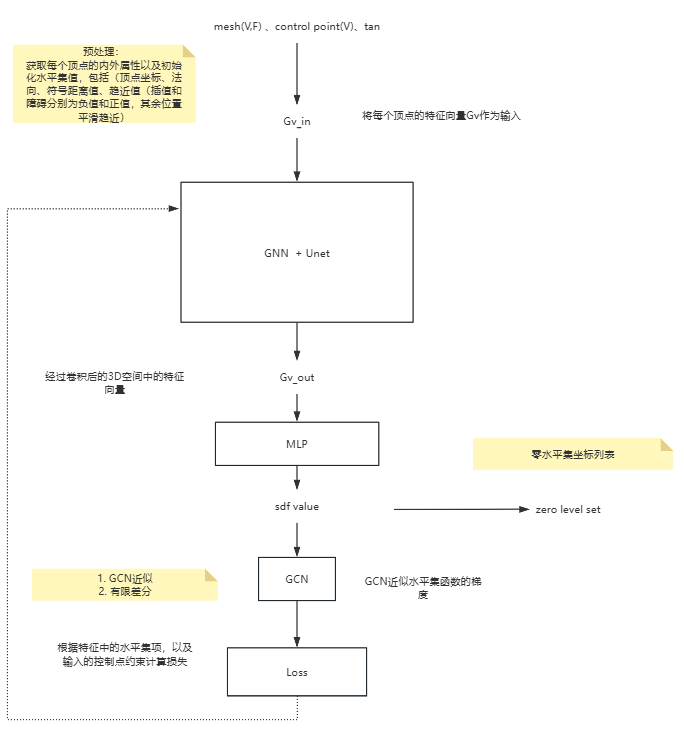 mesh(V,F) 、control point(V)、tan
预处理：
获取每个顶点的内外属性以及初始
化水平集值，包括（顶点坐标、法
向、符号距离值、趋近值（插值和
障碍分别为负值和正值，其余位置
平滑趋近）
Gv_in
将每个顶点的特征向量Gv作为输入
GNN + Unet
经过卷积后的3D空间中的特征
向量
Gv_out
MLP
零水平集坐标列表
sdf value
zero level set
1. GCN近似
2. 有限差分
GCN
GCN近似水平集函数的梯
度
根据特征中的水平集项，以及
输入的控制点约束计算损失
Loss